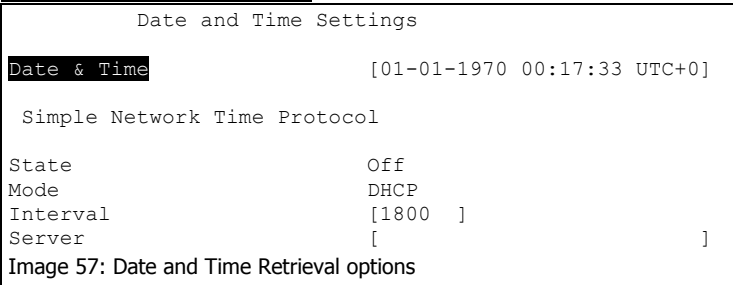 Date and Time Settings
Date & Time [01-01-1970 00:17:33 UTC+0]
Simple Network Time Protocol
State Off
Mode DHCP
Interval [1800 ]
Server [ ]
Image 57: Date and Time Retrieval options